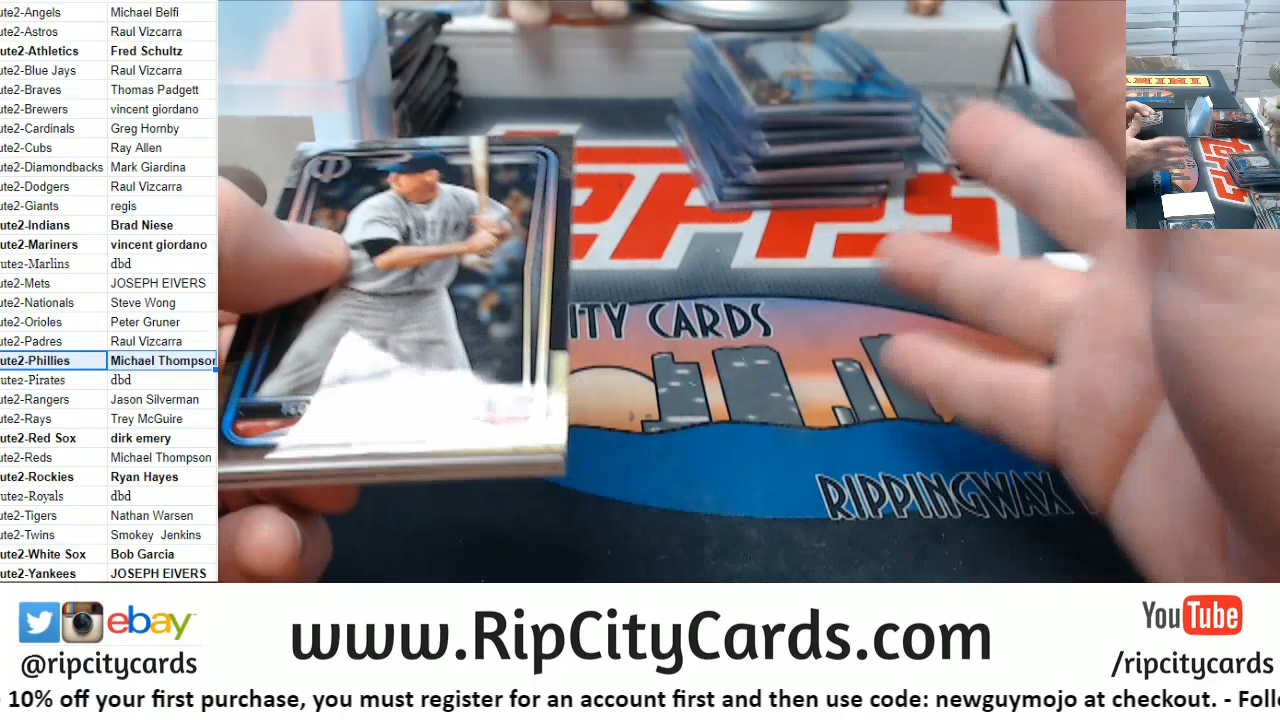 ute2-Angels Michael Belfi
ute2-Astros Raul Vizcarra
ute2-Athletics Fred Schultz
ute2-Blue Jays Raul Vizcarra
ute2-Braves Thomas Padgett
ute2-Brewers vincent giordano
ute2-Cardinals Greg Hornby
ute2-Cubs Ray Allen
ute2-Diamondbacks Mark Giardina
ute2-Dodgers Raul Vizcarra
ute2-Giants regis
ute2-Indians Brad Niese
ute2-Mariners vincent giordano
ute2-Marlins dbd
ute2-Mets JOSEPH EIVERS
ute2-Nationals Steve Wong
ute2-Orioles Peter Gruner
ute2-Padres Raul Vizcarra
ute2-Phillies Michael Thompson
ute2-Pirates dbd
ute2-Rangers Jason Silverman
ute2-Rays Trey McGuire
ute2-Red Sox dirk emery
ute2-Reds Michael Thompson
ute2-Rockies Ryan Hayes
ute2-Royals dbd
ute2-Tigers Nathan Warsen
ute2-Twins Smokey Jenkins
ute2-White Sox Bob Garcia
ute2-Yankees JOSEPH EIVERS
PANINI
TOPPS
ITY CARDS
RIPPINGWAX
ebay
@ripcitycards
www.RipCityCards.com
YouTube
/ripcitycards
10% off your first purchase, you must register for an account first and then use code: newguymojo at checkout. - Follo